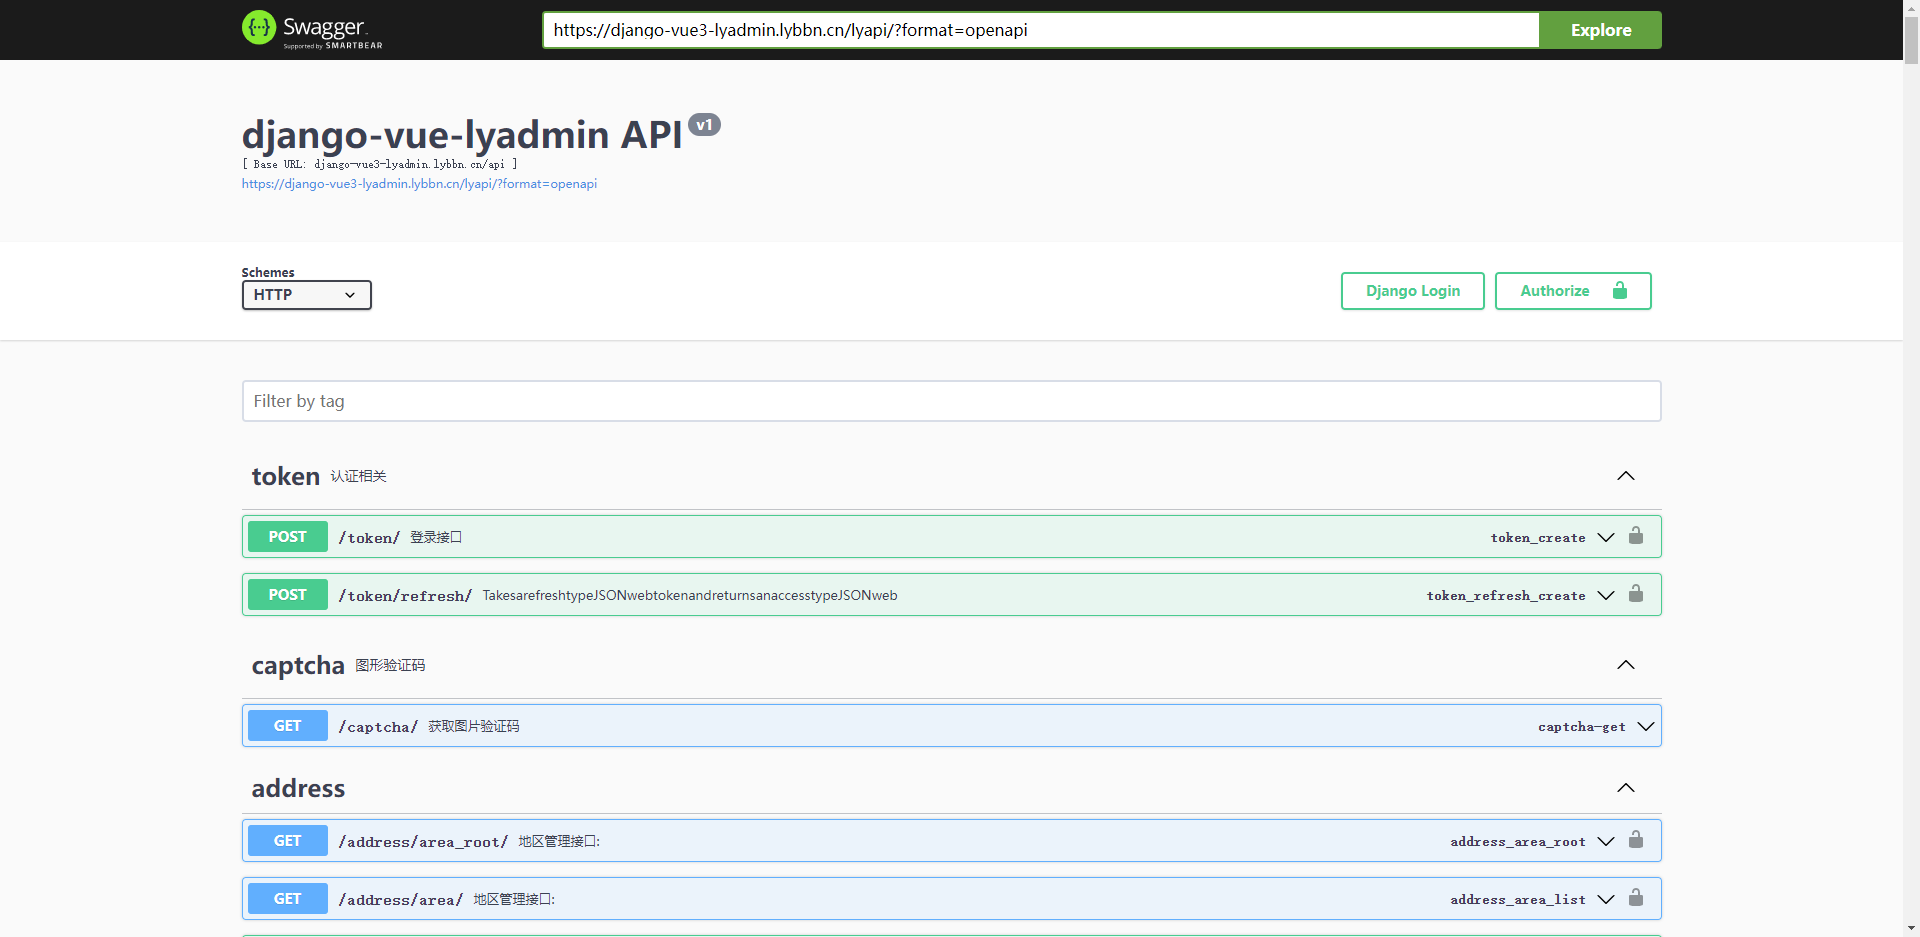 Swagger
Supported by SMARTBEAR
https://django-vue3-lyadmin.lybbn.cn/lyapi/?format=openapi
Explore
django-vue-lyadmin API v1
[ Base URL: django-vue3-lyadmin.lybbn.cn/api ]
https://django-vue3-lyadmin.lybbn.cn/lyapi/?format=openapi
Schemes
HTTP
Django Login
Authorize
Filter by tag
token 认证相关
POST /token/ 登录接口 token_create
POST /token/refresh/ TakesarefreshtypeJSONwebtokenandreturnsanaccesstypeJSONweb token_refresh_create
captcha 图形验证码
GET /captcha/ 获取图片验证码 captcha-get
address
GET /address/area_root/ 地区管理接口: address_area_root
GET /address/area/ 地区管理接口: address_area_list